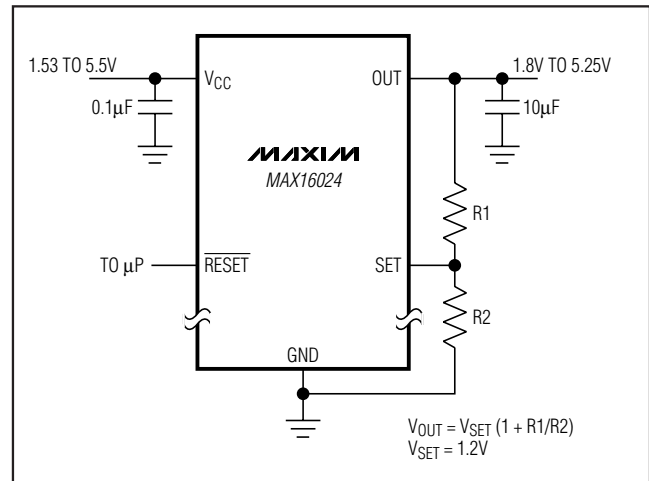 1.53 TO 5.5V
VCC
OUT
1.8V TO 5.25V
0.1µF
10µF
MAXIM
MAX16024
R1
TO µP
RESET
SET
R2
GND
VOUT = VSET (1 + R1/R2)
VSET = 1.2V